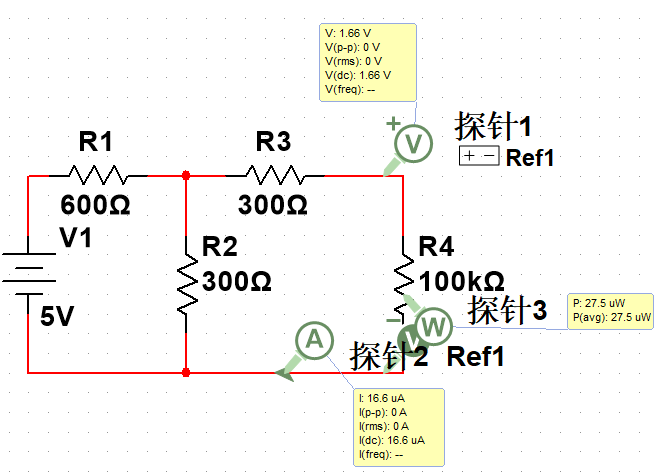 V: 1.66 V
V(p-p): 0 V
V(rms): 0 V
V(dc): 1.66 V
V(freq): --
+
V
探针1
+ − Ref1
R1
R3
600Ω
300Ω
V1
R2
300Ω
R4
100kΩ
5V
探针3
P: 27.5 uW
P(avg): 27.5 uW
−
W
A
V
探针2
Ref1
I: 16.6 uA
I(p-p): 0 A
I(rms): 0 A
I(dc): 16.6 uA
I(freq): --